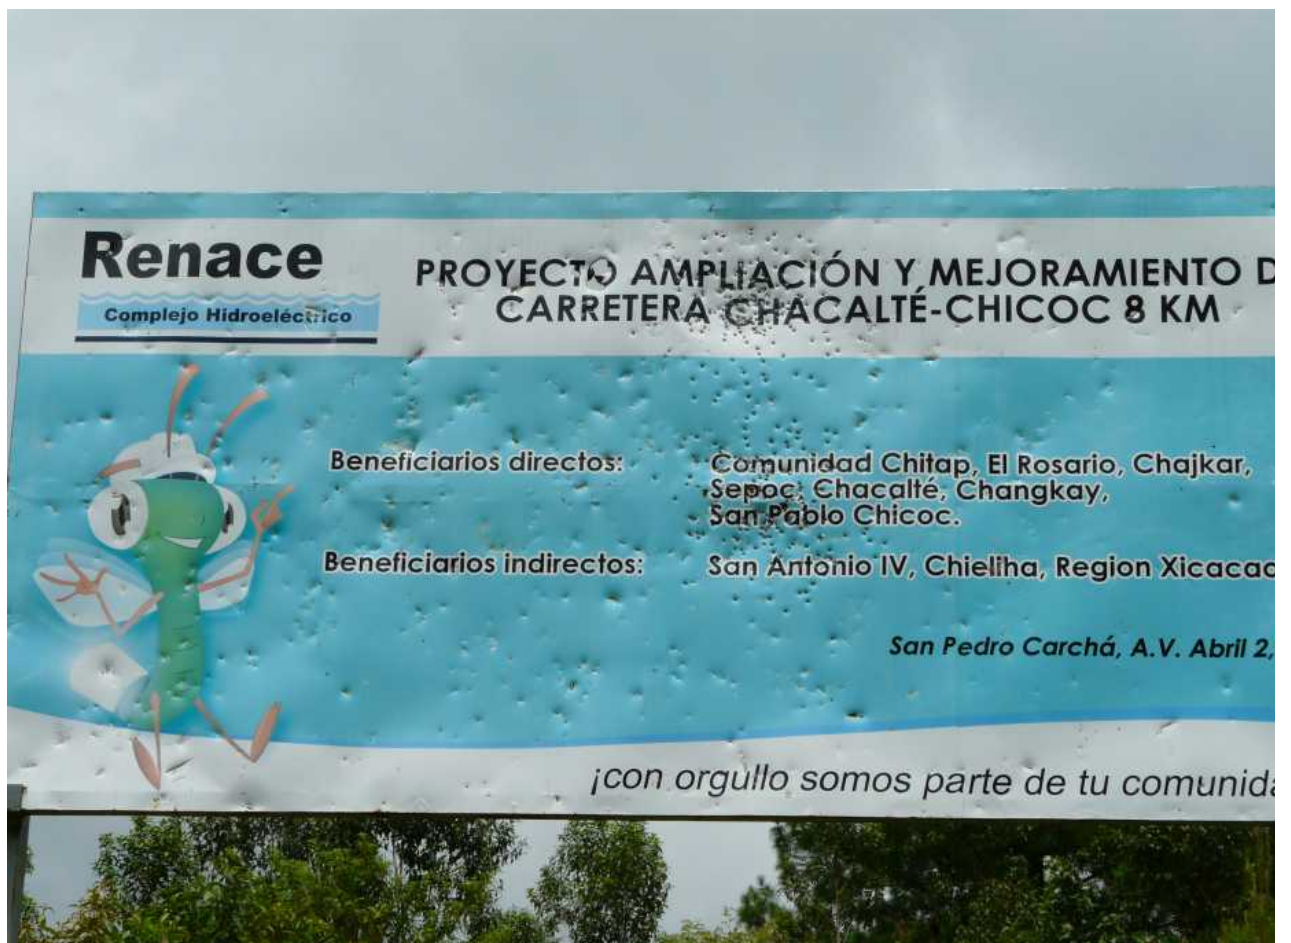 Renace
Complejo Hidroeléctrico
PROYECTO AMPLIACIÓN Y MEJORAMIENTO D
CARRETERA CHACALTÉ-CHICOC 8 KM
Beneficiarios directos:
Comunidad Chitap, El Rosario, Chajkar,
Sepoc, Chacalté, Changkay,
San Pablo Chicoc.
Beneficiarios indirectos:
San Antonio IV, Chieliha, Region Xicacao
San Pedro Carchá, A.V. Abril 2,
¡con orgullo somos parte de tu comunida